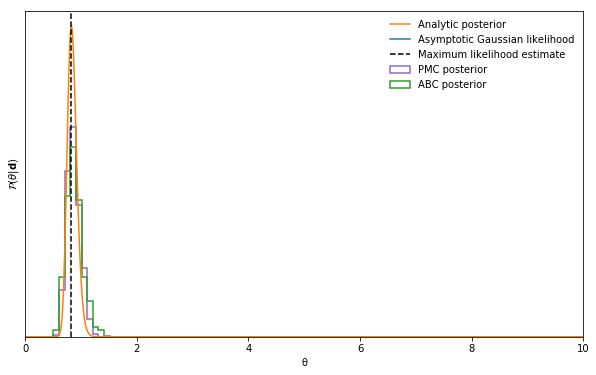 Analytic posterior
Asymptotic Gaussian likelihood
Maximum likelihood estimate
PMC posterior
ABC posterior
𝒫(θ|𝐝)
0 2 4 6 8 10
θ